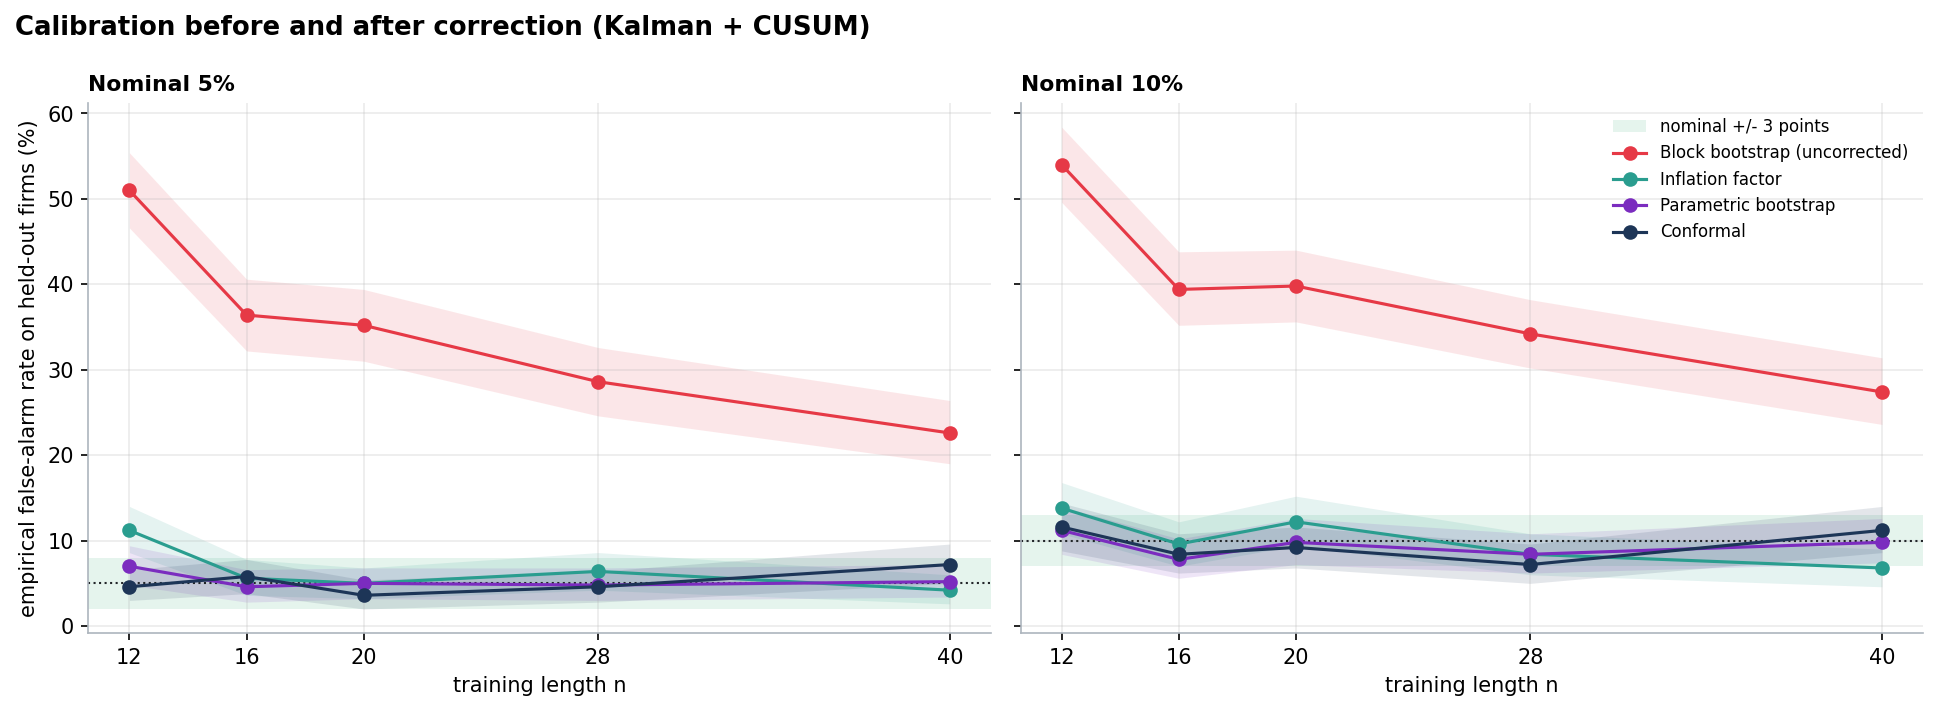 Calibration before and after correction (Kalman + CUSUM)
Nominal 5%
empirical false-alarm rate on held-out firms (%)
60
50
40
30
20
10
0
12 16 20 28 40
training length n
Nominal 10%
nominal +/- 3 points
Block bootstrap (uncorrected)
Inflation factor
Parametric bootstrap
Conformal
12 16 20 28 40
training length n